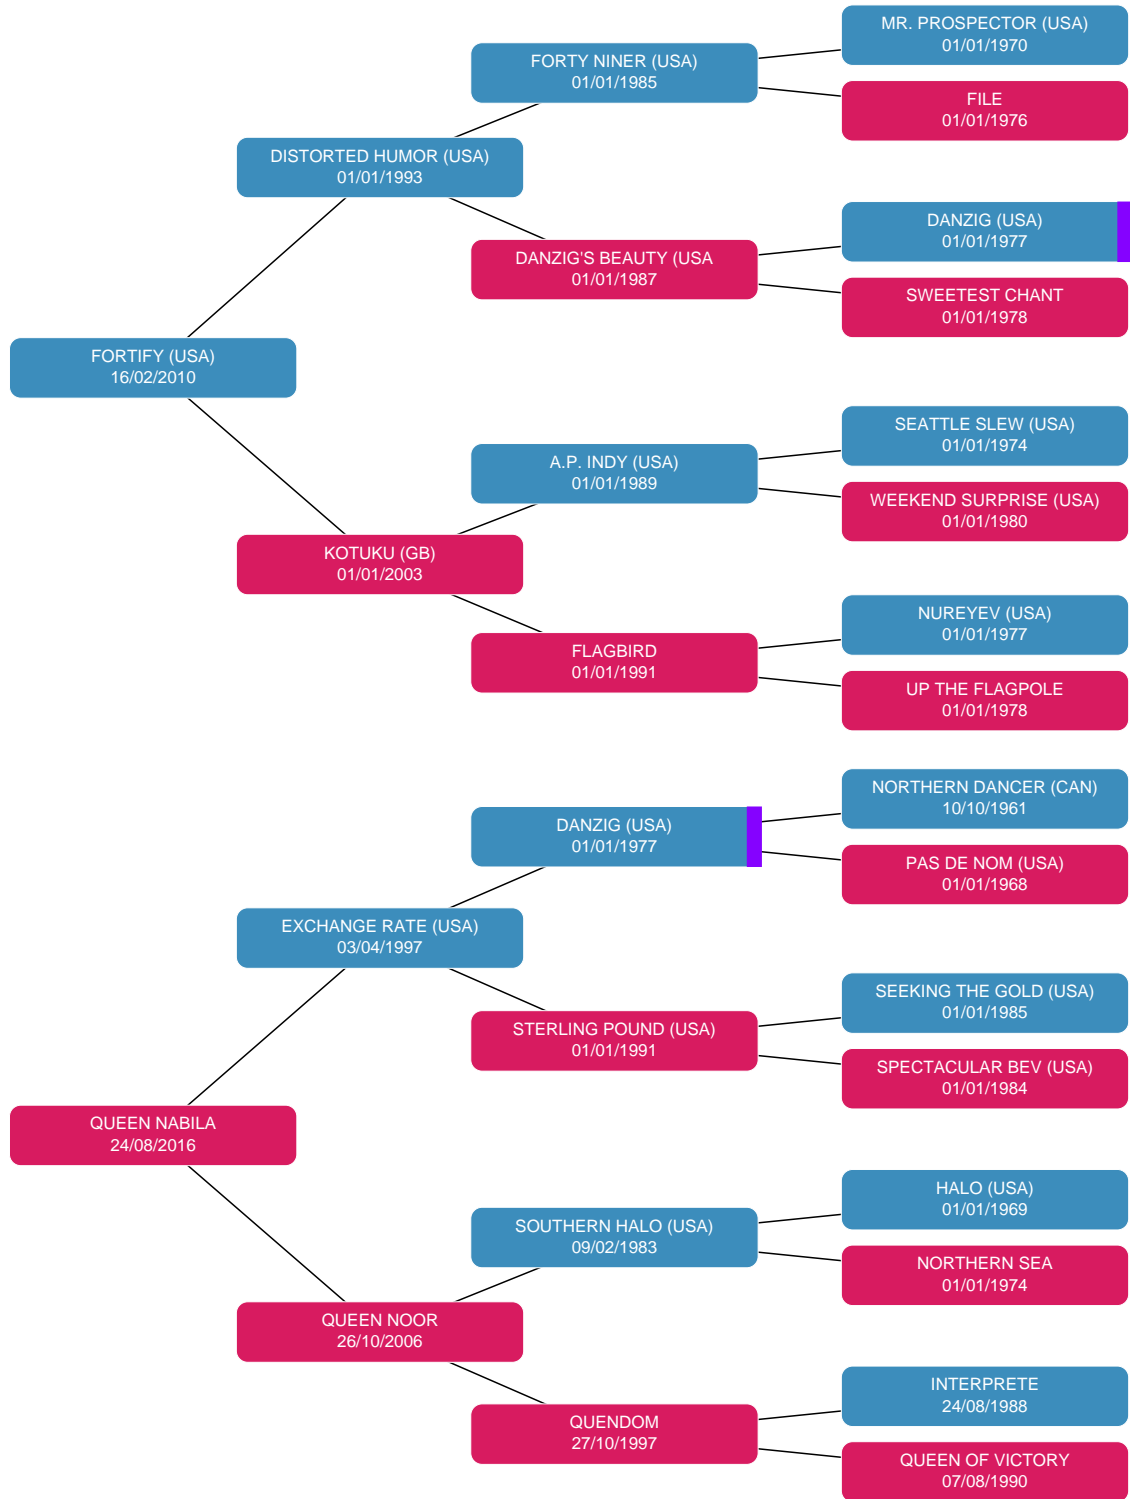 MR. PROSPECTOR (USA)
01/01/1970
FORTY NINER (USA)
01/01/1985
FILE
01/01/1976
DISTORTED HUMOR (USA)
01/01/1993
DANZIG (USA)
01/01/1977
DANZIG'S BEAUTY (USA
01/01/1987
SWEETEST CHANT
01/01/1978
FORTIFY (USA)
16/02/2010
SEATTLE SLEW (USA)
01/01/1974
A.P. INDY (USA)
01/01/1989
WEEKEND SURPRISE (USA)
01/01/1980
KOTUKU (GB)
01/01/2003
NUREYEV (USA)
01/01/1977
FLAGBIRD
01/01/1991
UP THE FLAGPOLE
01/01/1978
NORTHERN DANCER (CAN)
10/10/1961
DANZIG (USA)
01/01/1977
PAS DE NOM (USA)
01/01/1968
EXCHANGE RATE (USA)
03/04/1997
SEEKING THE GOLD (USA)
01/01/1985
STERLING POUND (USA)
01/01/1991
SPECTACULAR BEV (USA)
01/01/1984
QUEEN NABILA
24/08/2016
HALO (USA)
01/01/1969
SOUTHERN HALO (USA)
09/02/1983
NORTHERN SEA
01/01/1974
QUEEN NOOR
26/10/2006
INTERPRETE
24/08/1988
QUENDOM
27/10/1997
QUEEN OF VICTORY
07/08/1990